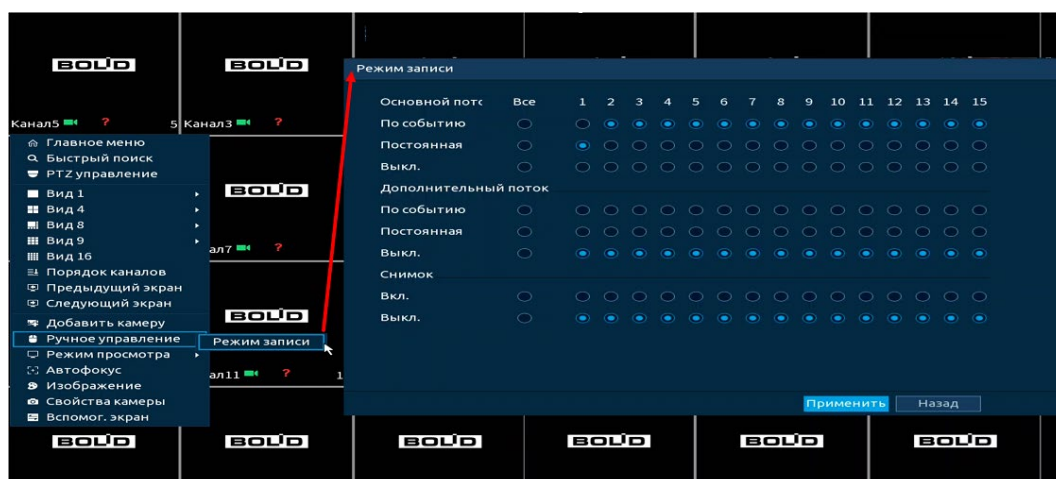 BOLID
BOLID
Канал5 ? 5
Канал3 ?
Главное меню
Быстрый поиск
PTZ управление
Вид 1
Вид 4
Вид 8
Вид 9
Вид 16
Порядок каналов
Предыдущий экран
Следующий экран
Добавить камеру
Ручное управление
Режим просмотра
Автофокус
Изображение
Свойства камеры
Вспомог. экран
Режим записи
BOLID
ал7 ?
BOLID
ал11 ? 1
Режим записи
Основной пото Все 1 2 3 4 5 6 7 8 9 10 11 12 13 14 15
По событию
Постоянная
Выкл.
Дополнительный поток
По событию
Постоянная
Выкл.
Снимок
Вкл.
Выкл.
Применить Назад
BOLID BOLID BOLID BOLID BOLID BOLID